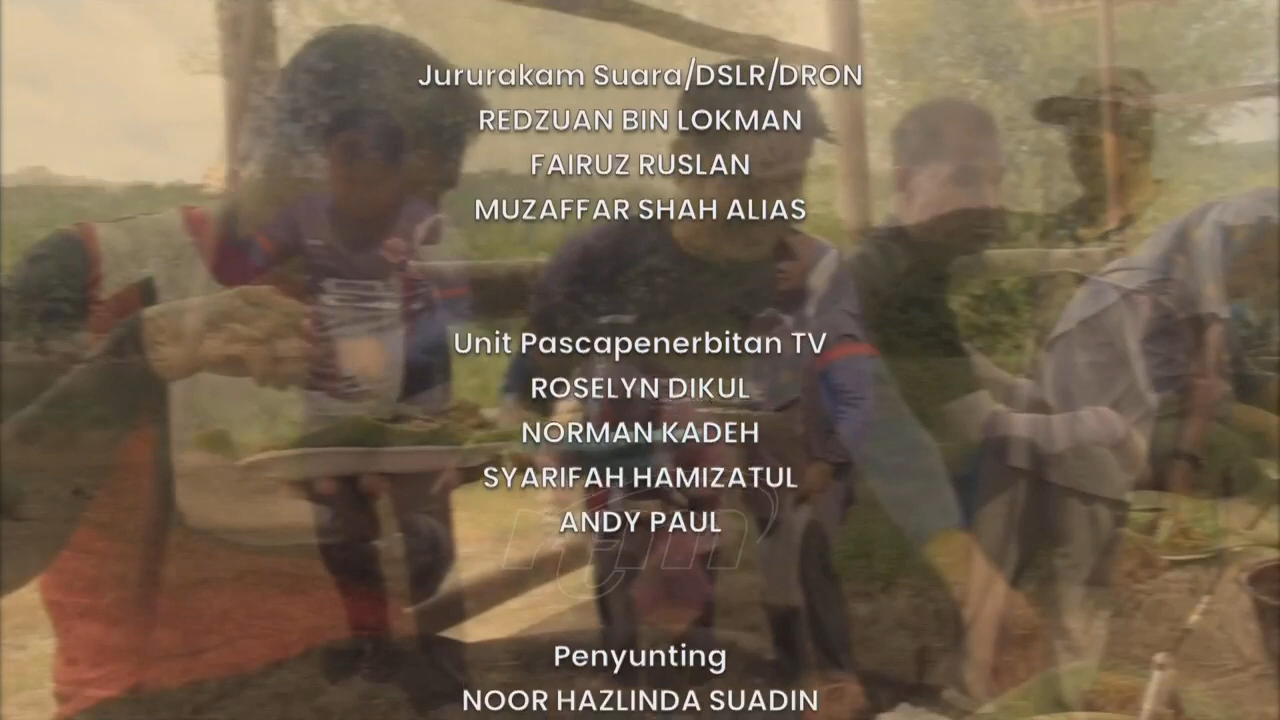 Jururakam Suara/DSLR/DRON
REDZUAN BIN LOKMAN
FAIRUZ RUSLAN
MUZAFFAR SHAH ALIAS
Unit Pascapenerbitan TV
ROSELYN DIKUL
NORMAN KADEH
SYARIFAH HAMIZATUL
ANDY PAUL
rtm
Penyunting
NOOR HAZLINDA SUADIN